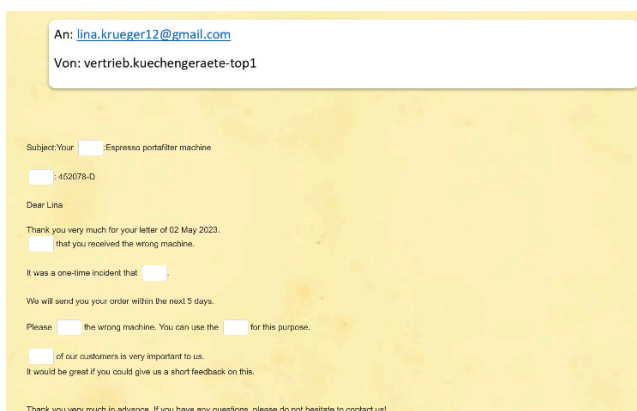 An: lina.krueger12@gmail.com
Von: vertrieb.kuechengeraete-top1
Subject:Your :Espresso portafilter machine
: 452078-D
Dear Lina
Thank you very much for your letter of 02 May 2023.
that you received the wrong machine.
It was a one-time incident that .
We will send you your order within the next 5 days.
Please the wrong machine. You can use the for this purpose.
of our customers is very important to us.
It would be great if you could give us a short feedback on this.
Thank you very much in advance. If you have any questions, please do not hesitate to contact us!